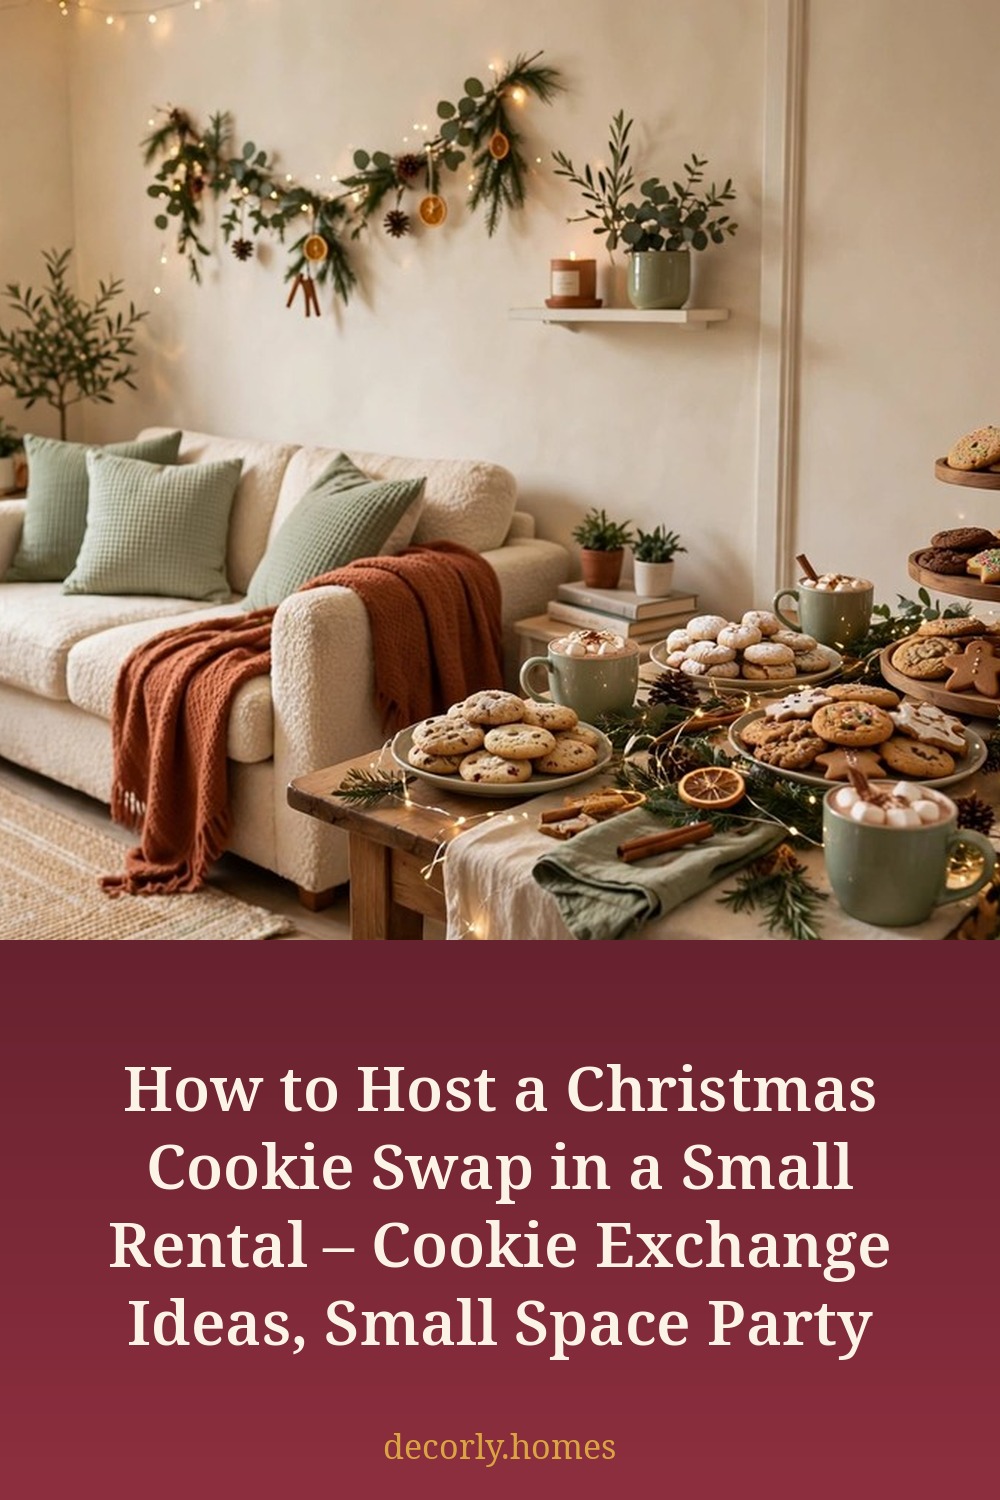 How to Host a Christmas
Cookie Swap in a Small
Rental – Cookie Exchange
Ideas, Small Space Party
decorly.homes